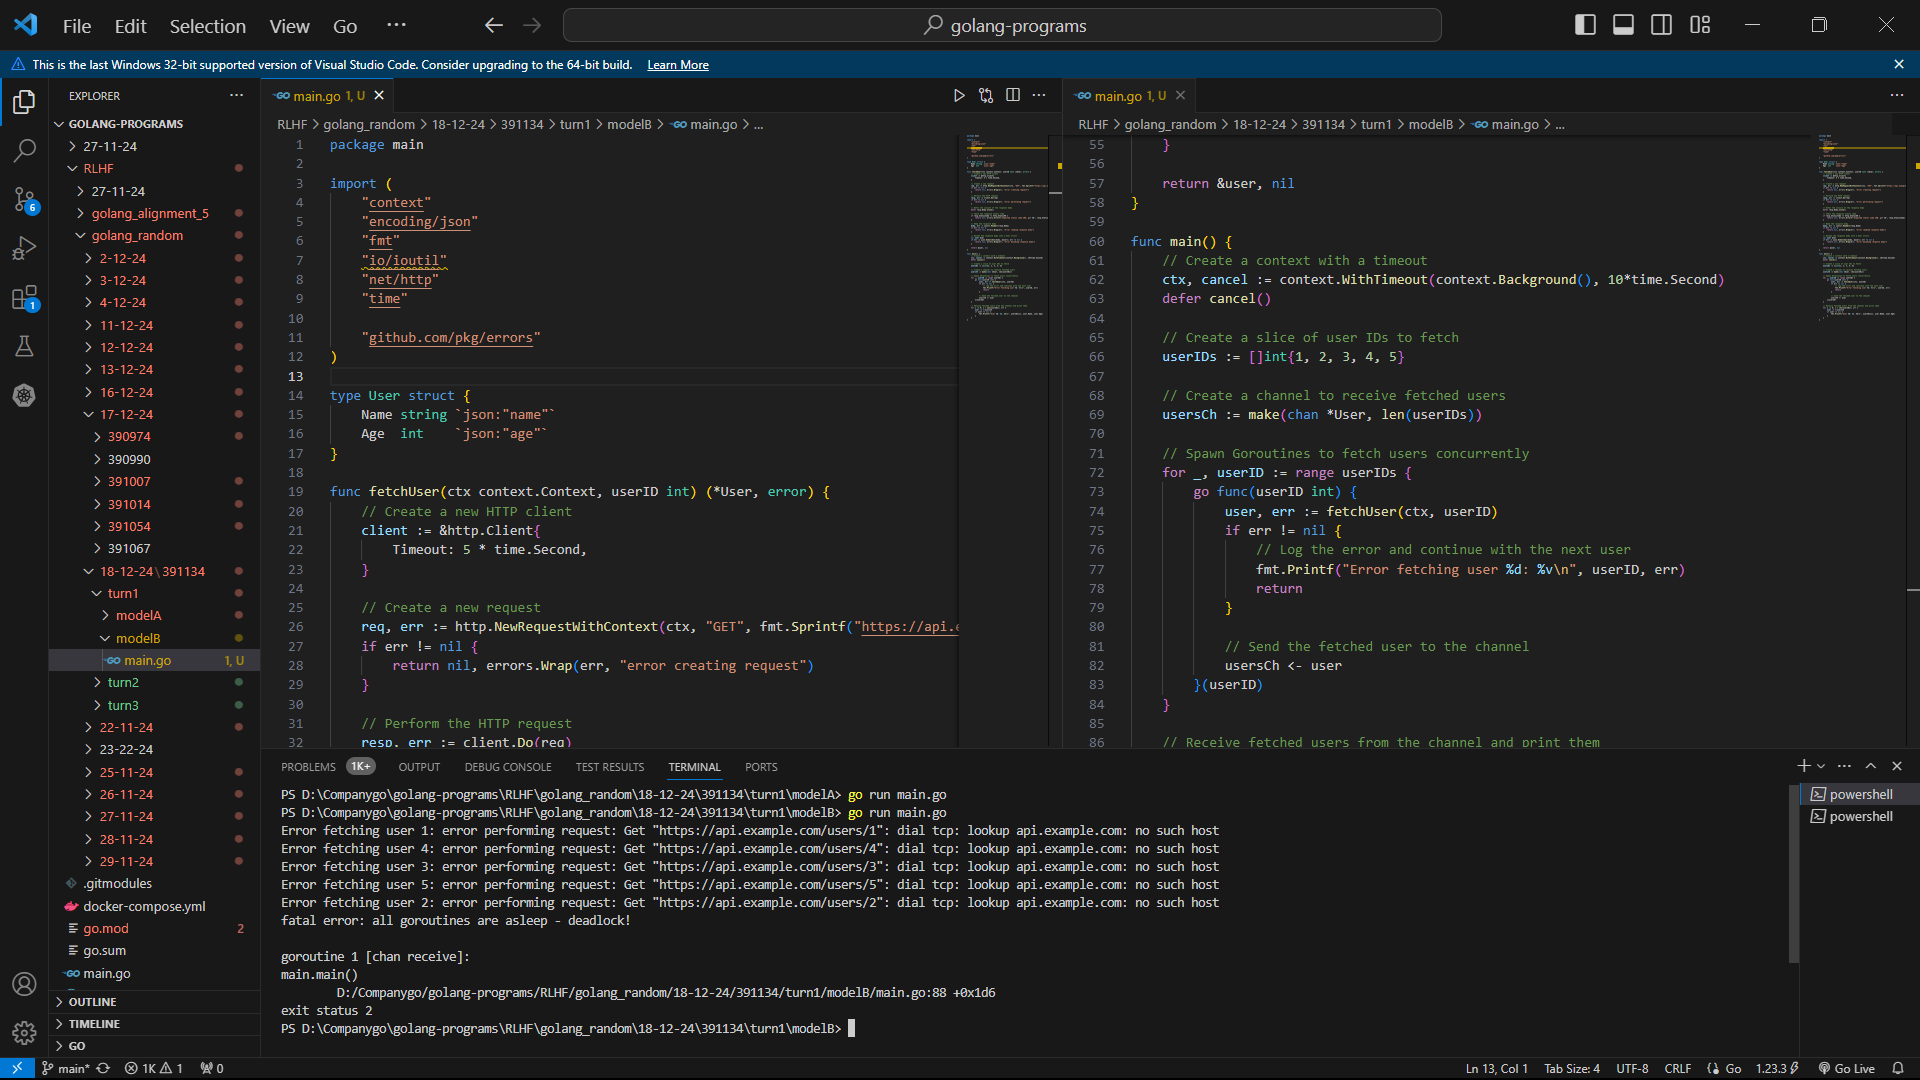 File Edit Selection View Go ...
golang-programs
This is the last Windows 32-bit supported version of Visual Studio Code. Consider upgrading to the 64-bit build. Learn More
EXPLORER
GOLANG-PROGRAMS
27-11-24
RLHF
27-11-24
golang_alignment_5
golang_random
2-12-24
3-12-24
4-12-24
11-12-24
12-12-24
13-12-24
16-12-24
17-12-24
390974
390990
391007
391014
391054
391067
18-12-24\391134
turn1
modelA
modelB
main.go 1, U
turn2
turn3
22-11-24
23-22-24
25-11-24
26-11-24
27-11-24
28-11-24
29-11-24
.gitmodules
docker-compose.yml
go.mod 2
go.sum
main.go
OUTLINE
TIMELINE
GO
6
1
main.go 1, U
RLHF > golang_random > 18-12-24 > 391134 > turn1 > modelB > main.go > ...
1 package main
2
3 import (
4 "context"
5 "encoding/json"
6 "fmt"
7 "io/ioutil"
8 "net/http"
9 "time"
10
11 "github.com/pkg/errors"
12 )
13
14 type User struct {
15 Name string `json:"name"`
16 Age int `json:"age"`
17 }
18
19 func fetchUser(ctx context.Context, userID int) (*User, error) {
20 // Create a new HTTP client
21 client := &http.Client{
22 Timeout: 5 * time.Second,
23 }
24
25 // Create a new request
26 req, err := http.NewRequestWithContext(ctx, "GET", fmt.Sprintf("https://api.e
27 if err != nil {
28 return nil, errors.Wrap(err, "error creating request")
29 }
30
31 // Perform the HTTP request
32 resp, err := client.Do(req)
main.go 1, U
RLHF > golang_random > 18-12-24 > 391134 > turn1 > modelB > main.go > ...
55 }
56
57 return &user, nil
58 }
59
60 func main() {
61 // Create a context with a timeout
62 ctx, cancel := context.WithTimeout(context.Background(), 10*time.Second)
63 defer cancel()
64
65 // Create a slice of user IDs to fetch
66 userIDs := []int{1, 2, 3, 4, 5}
67
68 // Create a channel to receive fetched users
69 usersCh := make(chan *User, len(userIDs))
70
71 // Spawn Goroutines to fetch users concurrently
72 for _, userID := range userIDs {
73 go func(userID int) {
74 user, err := fetchUser(ctx, userID)
75 if err != nil {
76 // Log the error and continue with the next user
77 fmt.Printf("Error fetching user %d: %v\n", userID, err)
78 return
79 }
80
81 // Send the fetched user to the channel
82 usersCh <- user
83 }(userID)
84 }
85
86 // Receive fetched users from the channel and print them
PROBLEMS 1K+ OUTPUT DEBUG CONSOLE TEST RESULTS TERMINAL PORTS
PS D:\Companygo\golang-programs\RLHF\golang_random\18-12-24\391134\turn1\modelA> go run main.go
PS D:\Companygo\golang-programs\RLHF\golang_random\18-12-24\391134\turn1\modelB> go run main.go
Error fetching user 1: error performing request: Get "https://api.example.com/users/1": dial tcp: lookup api.example.com: no such host
Error fetching user 4: error performing request: Get "https://api.example.com/users/4": dial tcp: lookup api.example.com: no such host
Error fetching user 3: error performing request: Get "https://api.example.com/users/3": dial tcp: lookup api.example.com: no such host
Error fetching user 5: error performing request: Get "https://api.example.com/users/5": dial tcp: lookup api.example.com: no such host
Error fetching user 2: error performing request: Get "https://api.example.com/users/2": dial tcp: lookup api.example.com: no such host
fatal error: all goroutines are asleep - deadlock!
goroutine 1 [chan receive]:
main.main()
D:/Companygo/golang-programs/RLHF/golang_random/18-12-24/391134/turn1/modelB/main.go:88 +0x1d6
exit status 2
PS D:\Companygo\golang-programs\RLHF\golang_random\18-12-24\391134\turn1\modelB>
powershell
powershell
main* 1K 1 0
Ln 13, Col 1 Tab Size: 4 UTF-8 CRLF Go 1.23.3 Go Live